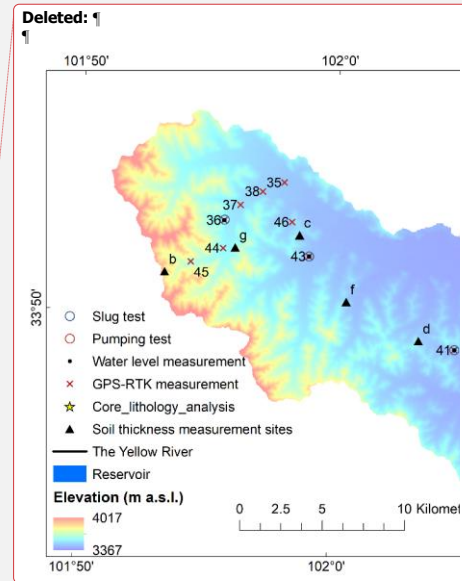 Deleted: ¶
¶
101°50' 102°0'
35
38
37
36
46
c
g
44
43
b
45
f
33°50'
d
41
Slug test
Pumping test
Water level measurement
GPS-RTK measurement
Core_lithology_analysis
Soil thickness measurement sites
The Yellow River
Reservoir
Elevation (m a.s.l.)
4017
3367
0 2.5 5 10 Kilomet
101°50' 102°0'